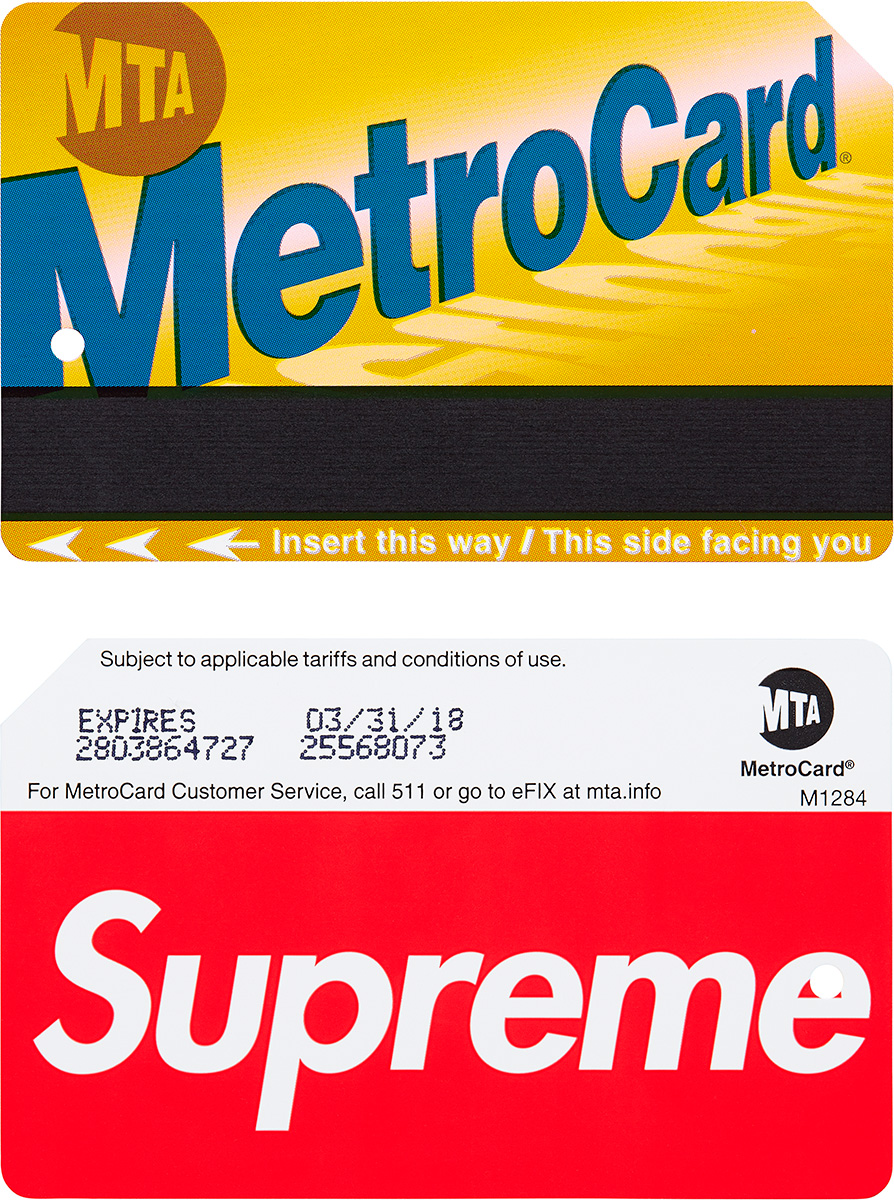 MTA
MetroCard®
Insert this way / This side facing you
Subject to applicable tariffs and conditions of use.
EXPIRES 03/31/18
2803864727 25568073
MTA
MetroCard®
For MetroCard Customer Service, call 511 or go to eFIX at mta.info
M1284
Supreme